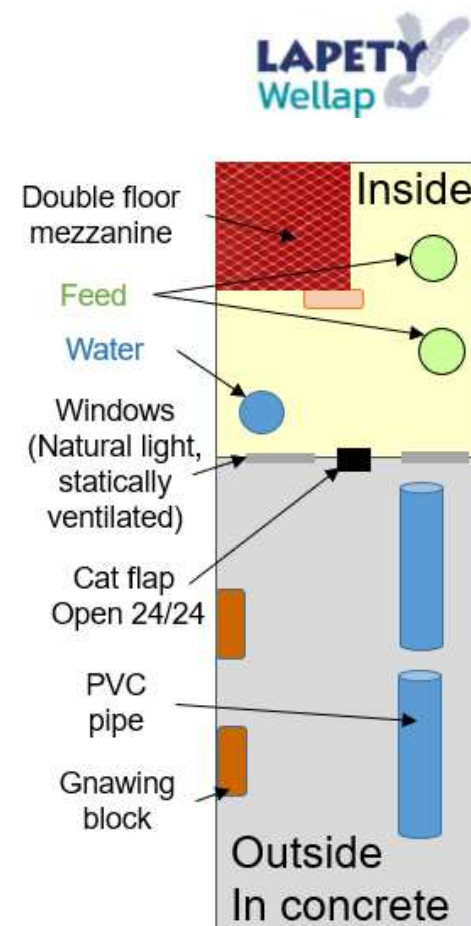 LAPETY
Wellap
Inside
Double floor
mezzanine
Feed
Water
Windows
(Natural light,
statically
ventilated)
Cat flap
Open 24/24
PVC
pipe
Gnawing
block
Outside
In concrete